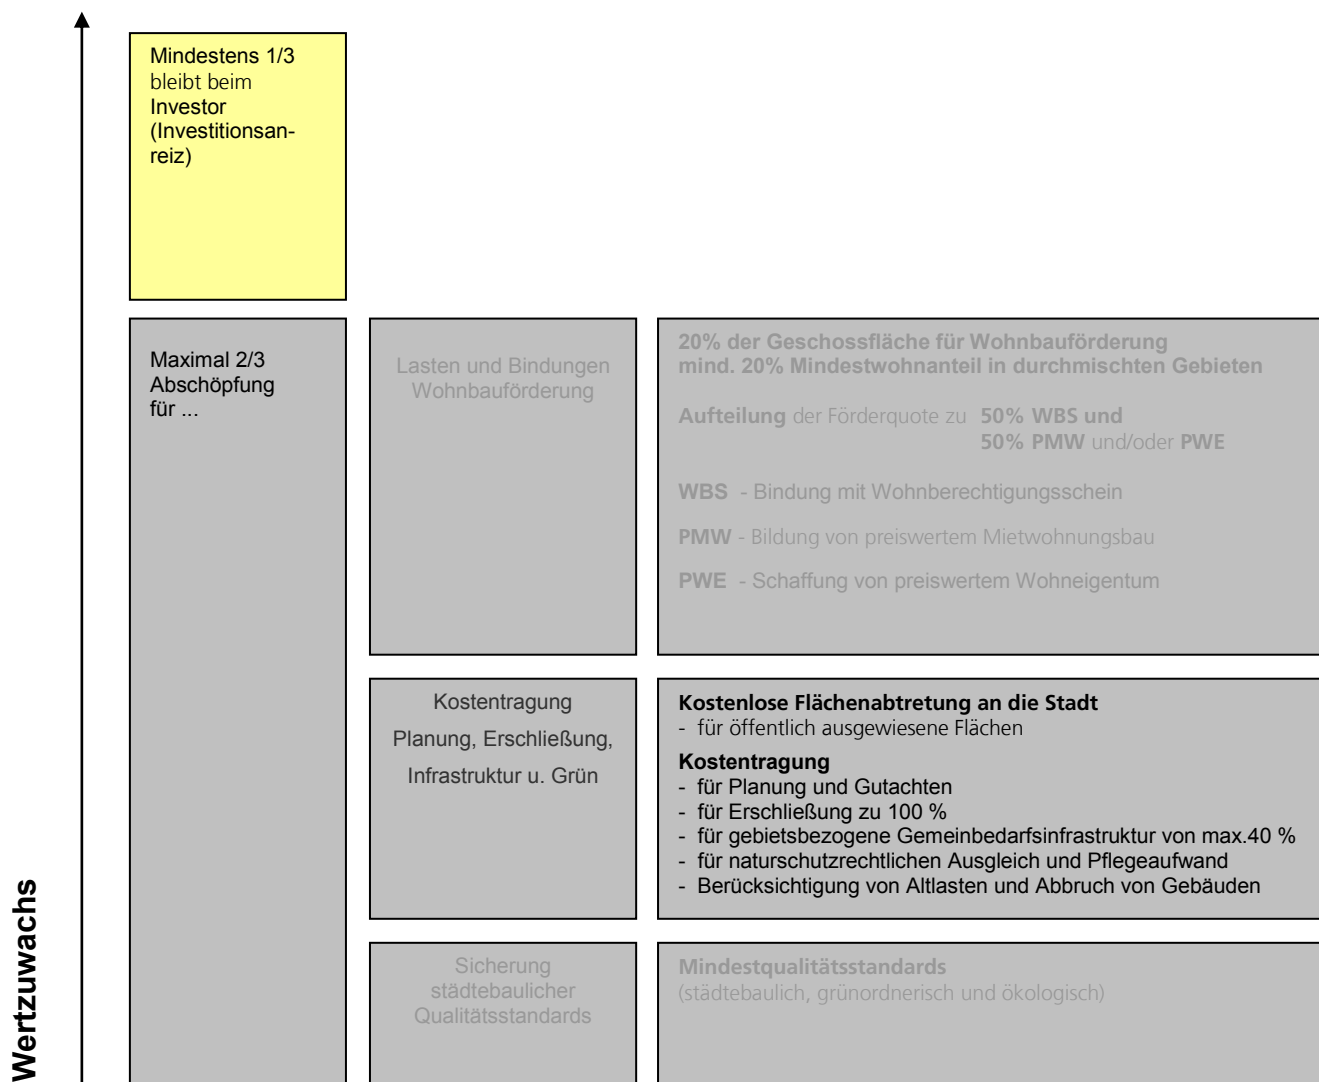 Mindestens 1/3
bleibt beim
Investor
(Investitionsan-
reiz)
Maximal 2/3
Abschöpfung
für ...
Lasten und Bindungen
Wohnbauförderung
20% der Geschossfläche für Wohnbauförderung
mind. 20% Mindestwohnanteil in durchmischten Gebieten
Aufteilung der Förderquote zu 50% WBS und
50% PMW und/oder PWE
WBS - Bindung mit Wohnberechtigungsschein
PMW - Bildung von preiswertem Mietwohnungsbau
PWE - Schaffung von preiswertem Wohneigentum
Kostentragung
Planung, Erschließung,
Infrastruktur u. Grün
Kostenlose Flächenabtretung an die Stadt
- für öffentlich ausgewiesene Flächen
Kostentragung
- für Planung und Gutachten
- für Erschließung zu 100 %
- für gebietsbezogene Gemeinbedarfsinfrastruktur von max.40 %
- für naturschutzrechtlichen Ausgleich und Pflegeaufwand
- Berücksichtigung von Altlasten und Abbruch von Gebäuden
Sicherung
städtebaulicher
Qualitätsstandards
Mindestqualitätsstandards
(städtebaulich, grünordnerisch und ökologisch)
Wertzuwachs